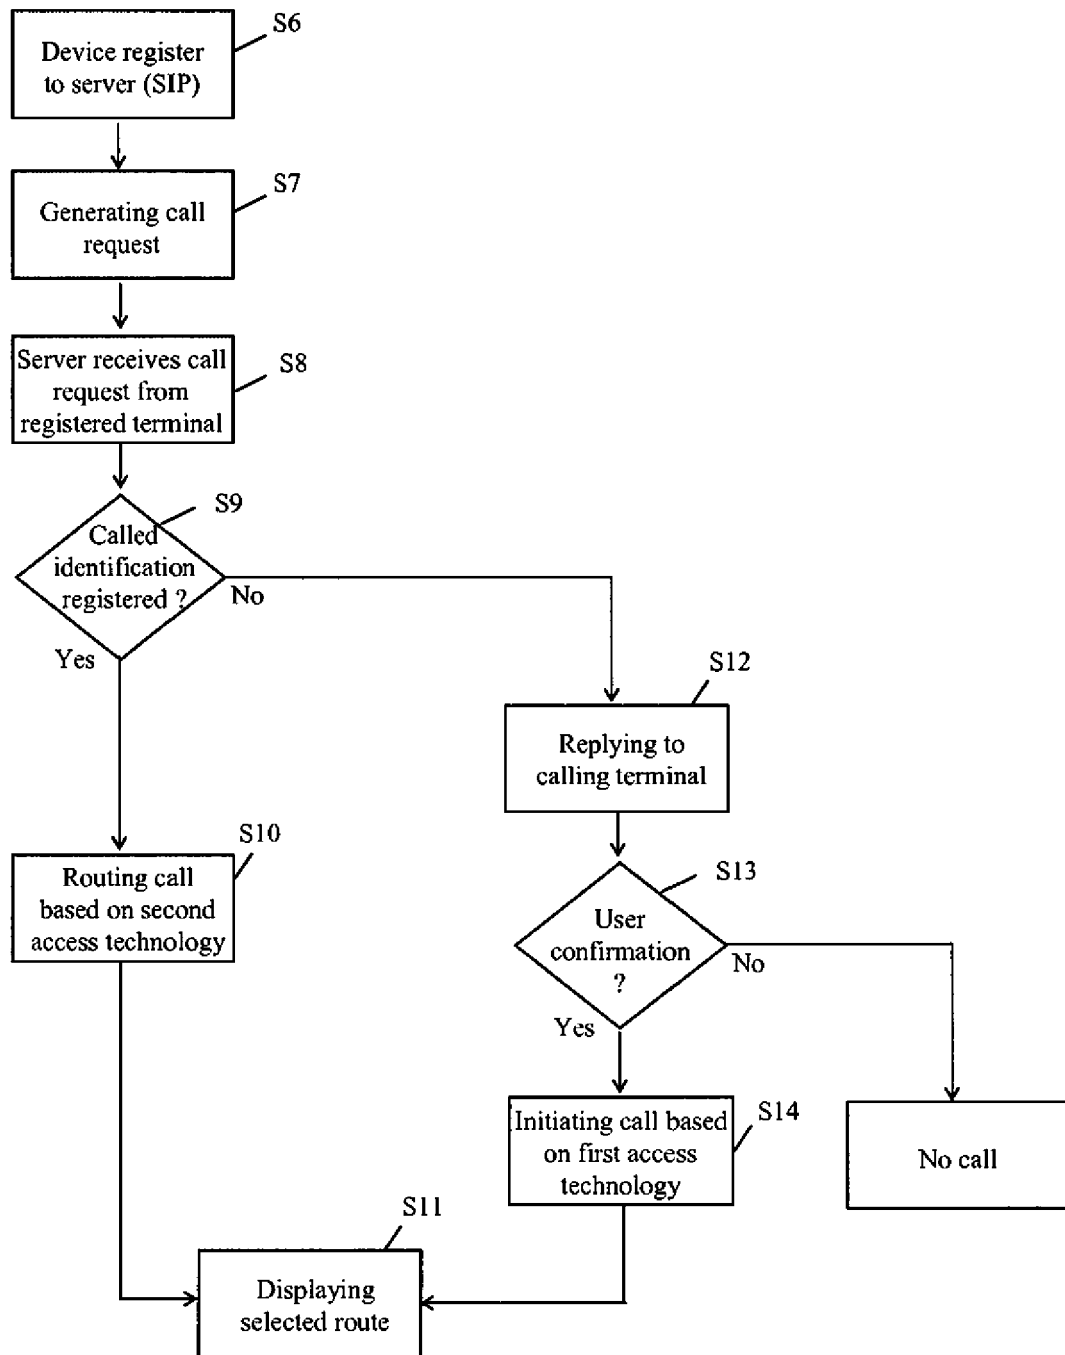 S6
Device register
to server (SIP)
S7
Generating call
request
S8
Server receives call
request from
registered terminal
S9
Called
identification
registered ?
No
Yes
S12
Replying to
calling terminal
S10
Routing call
based on second
access technology
S13
User
confirmation
?
No
Yes
S14
Initiating call based
on first access
technology
No call
S11
Displaying
selected route